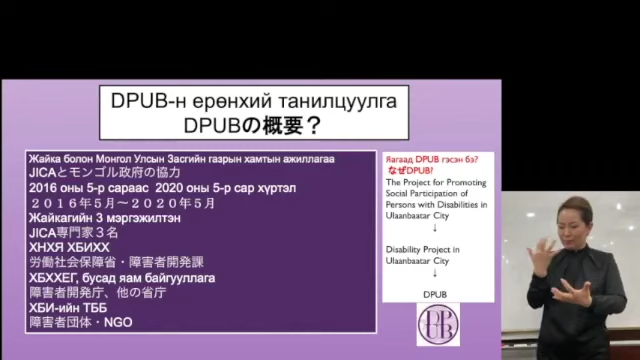 DPUB-н ерөнхий танилцуулга
DPUBの概要？
Жайка болон Монгол Улсын Засгийн газрын хамтын ажиллагаа
JICAとモンゴル政府の協力
2016 оны 5-р сараас 2020 оны 5-р сар хүртэл
２０１６年５月～２０２０年５月
Жайкагийн 3 мэргэжилтэн
JICA専門家３名
ХНХЯ ХБИХХ
労働社会保障省・障害者開発課
ХБХХЕГ, бусад яам байгууллага
障害者開発庁、他の省庁
ХБИ-ийн ТББ
障害者団体・NGO
Яагаад DPUB гэсэн бэ?
なぜDPUB?
The Project for Promoting
Social Participation of
Persons with Disabilities in
Ulaanbaatar City
↓
Disability Project in
Ulaanbaatar City
↓
DPUB
DP
UB